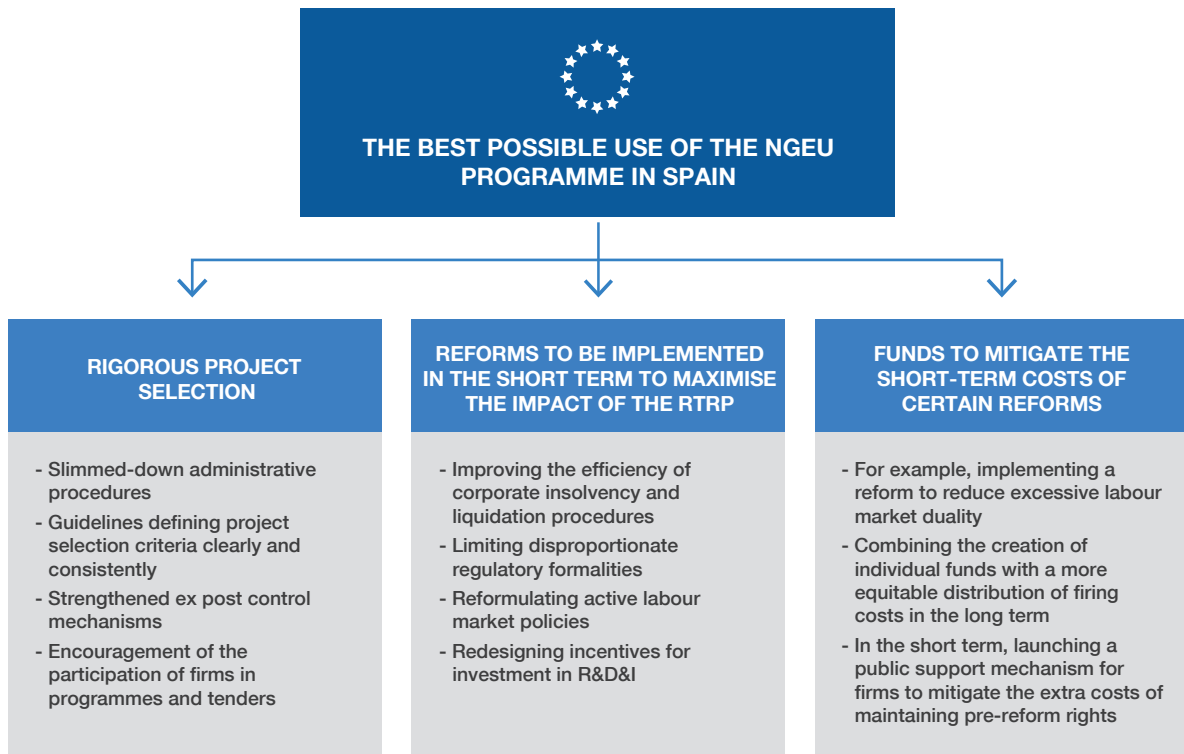 THE BEST POSSIBLE USE OF THE NGEU
PROGRAMME IN SPAIN
RIGOROUS PROJECT
SELECTION
- Slimmed-down administrative
procedures
- Guidelines defining project
selection criteria clearly and
consistently
- Strengthened ex post control
mechanisms
- Encouragement of the
participation of firms in
programmes and tenders
REFORMS TO BE IMPLEMENTED
IN THE SHORT TERM TO MAXIMISE
THE IMPACT OF THE RTRP
- Improving the efficiency of
corporate insolvency and
liquidation procedures
- Limiting disproportionate
regulatory formalities
- Reformulating active labour
market policies
- Redesigning incentives for
investment in R&D&I
FUNDS TO MITIGATE THE
SHORT-TERM COSTS OF
CERTAIN REFORMS
- For example, implementing a
reform to reduce excessive labour
market duality
- Combining the creation of
individual funds with a more
equitable distribution of firing
costs in the long term
- In the short term, launching a
public support mechanism for
firms to mitigate the extra costs of
maintaining pre-reform rights